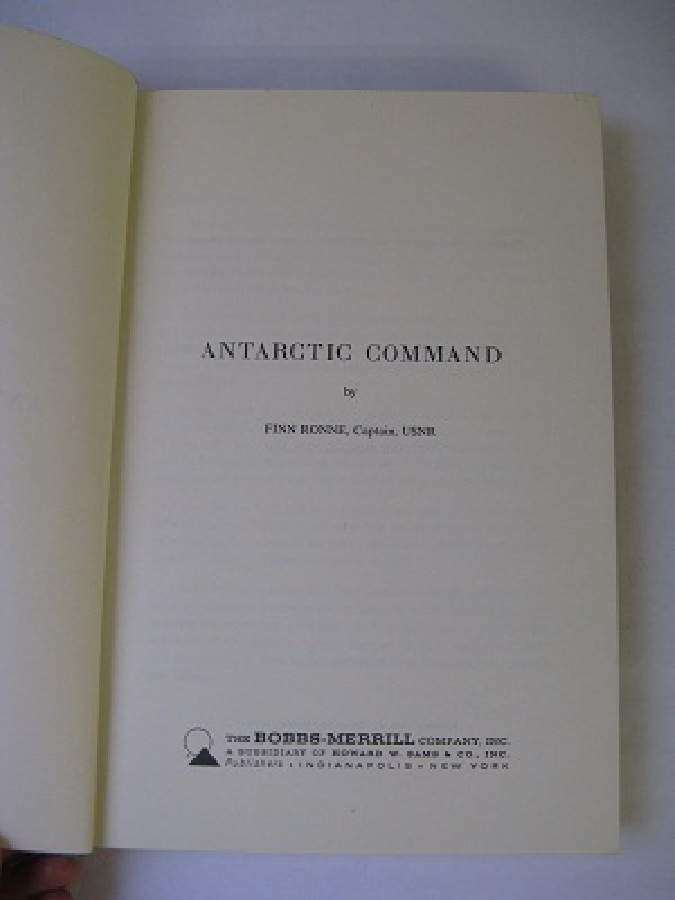 ANTARCTIC COMMAND
by
FINN RONNE, Captain, USNR
THE BOBBS-MERRILL COMPANY, INC.
A SUBSIDIARY OF HOWARD W. SAMS & CO., INC.
Publishers • INDIANAPOLIS • NEW YORK